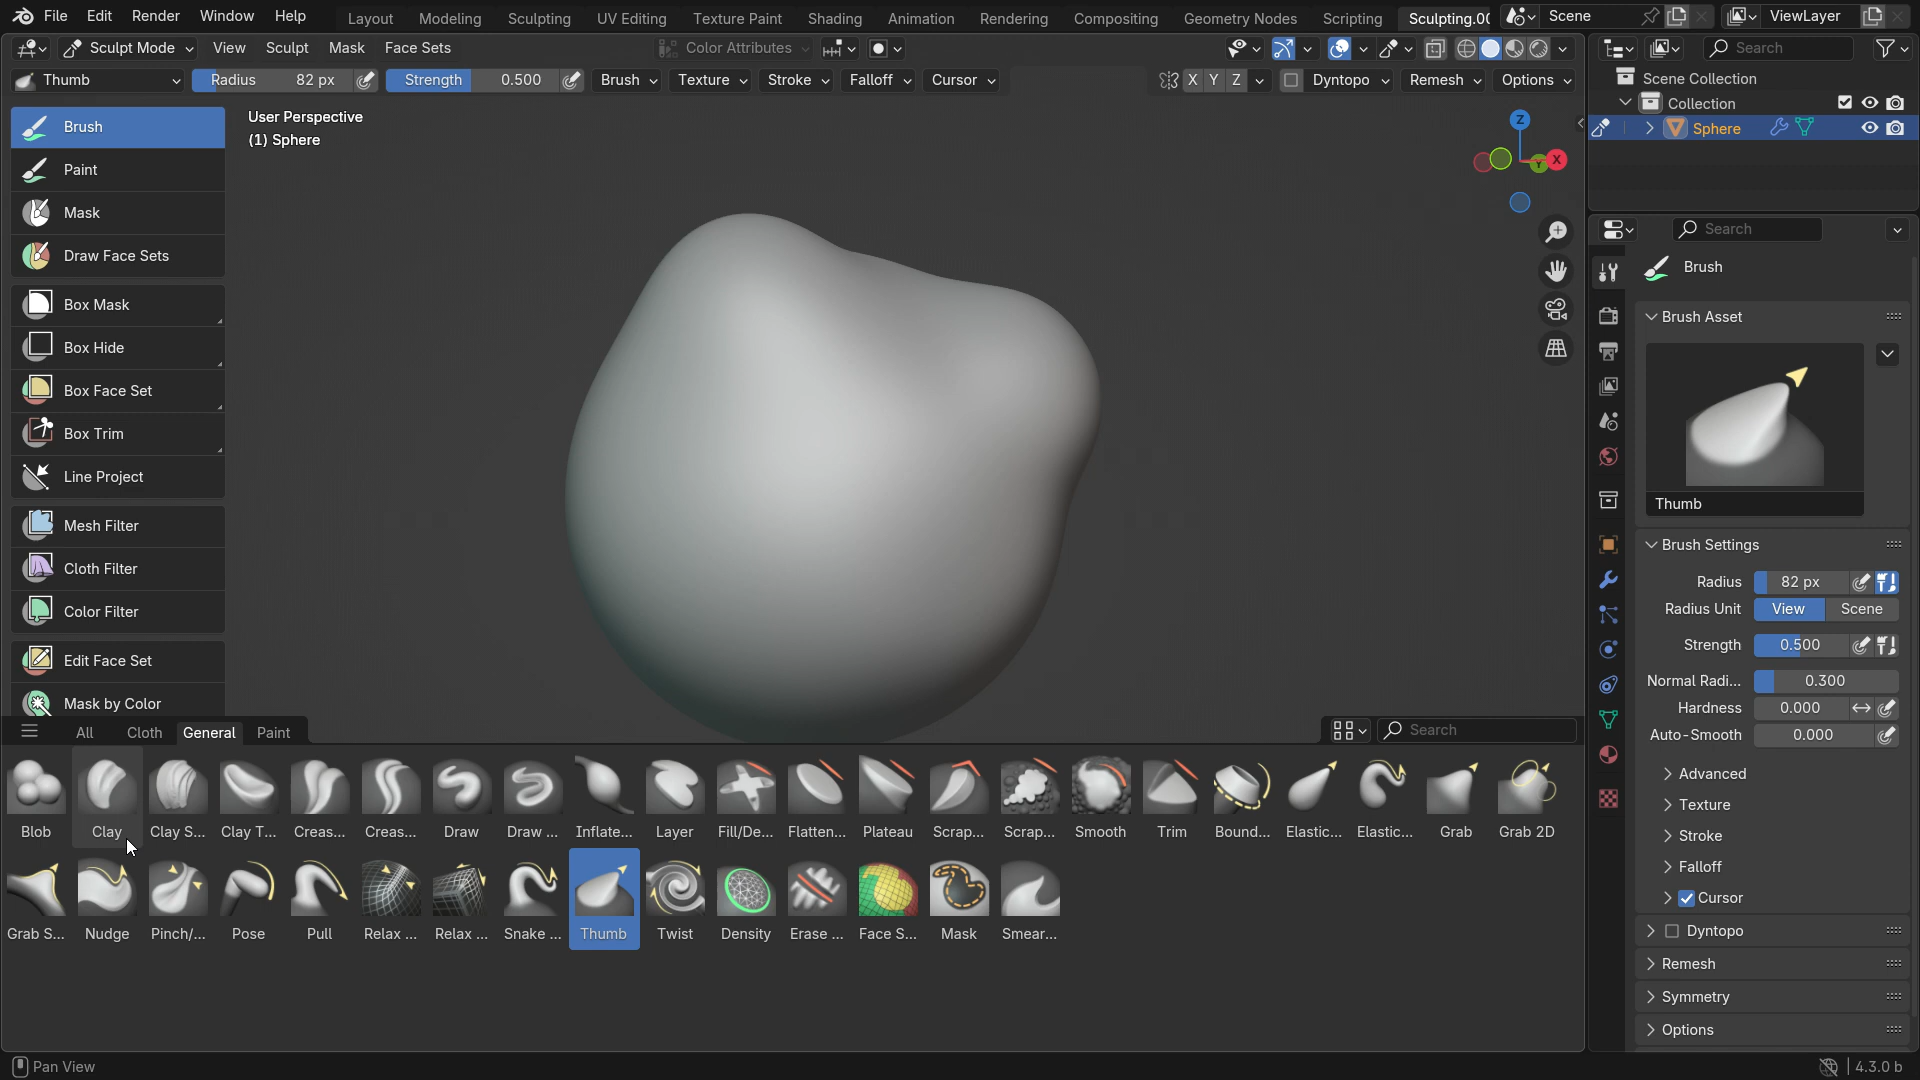 File Edit Render Window Help
Layout Modeling Sculpting UV Editing Texture Paint Shading Animation Rendering Compositing Geometry Nodes Scripting Sculpting.00
Scene
ViewLayer
Sculpt Mode View Sculpt Mask Face Sets
Color Attributes
Search
Thumb
Radius 82 px
Strength 0.500
Brush Texture Stroke Falloff Cursor
X Y Z
Dyntopo Remesh Options
Scene Collection
Collection
Sphere
User Perspective
(1) Sphere
Z
Y
X
Brush
Paint
Mask
Draw Face Sets
Box Mask
Box Hide
Box Face Set
Box Trim
Line Project
Mesh Filter
Cloth Filter
Color Filter
Edit Face Set
Mask by Color
Search
Brush
Brush Asset
Thumb
Brush Settings
Radius 82 px
Radius Unit View Scene
Strength 0.500
Normal Radi... 0.300
Hardness 0.000
Auto-Smooth 0.000
Advanced
Texture
Stroke
Falloff
Cursor
Dyntopo
Remesh
Symmetry
Options
All Cloth General Paint
Search
Blob Clay Clay S... Clay T... Creas... Creas... Draw Draw ... Inflate... Layer Fill/De... Flatten... Plateau Scrap... Scrap... Smooth Trim Bound... Elastic... Elastic... Grab Grab 2D
Grab S... Nudge Pinch/... Pose Pull Relax ... Relax ... Snake ... Thumb Twist Density Erase ... Face S... Mask Smear...
Pan View
4.3.0 b